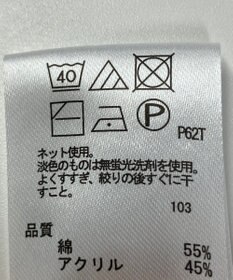 40
P
P62T
ネット使用。
淡色のものは無蛍光洗剤を使用。
よくすすぎ、絞りの後すぐに干
すこと。
103
品質
綿 55%
アクリル 45%